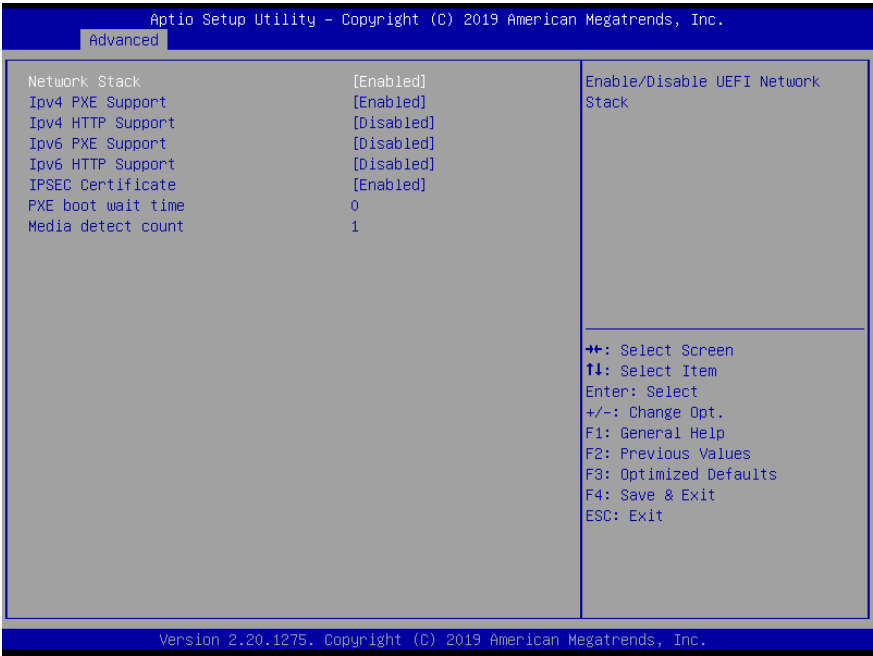 Aptio Setup Utility – Copyright (C) 2019 American Megatrends, Inc.
Advanced
Network Stack [Enabled]
Ipv4 PXE Support [Enabled]
Ipv4 HTTP Support [Disabled]
Ipv6 PXE Support [Disabled]
Ipv6 HTTP Support [Disabled]
IPSEC Certificate [Enabled]
PXE boot wait time 0
Media detect count 1
Enable/Disable UEFI Network
Stack
→←: Select Screen
↑↓: Select Item
Enter: Select
+/-: Change Opt.
F1: General Help
F2: Previous Values
F3: Optimized Defaults
F4: Save & Exit
ESC: Exit
Version 2.20.1275. Copyright (C) 2019 American Megatrends, Inc.